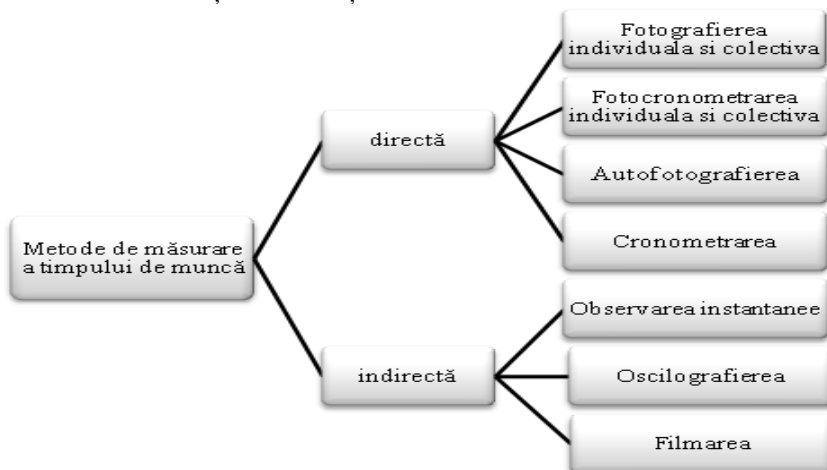 Metode de măsurare
a timpului de muncă
directă
Fotografierea
individuala si colectiva
Fotocronometrarea
individuala si colectiva
Autofotografierea
Cronometrarea
indirectă
Observarea instantanee
Oscilografierea
Filmarea